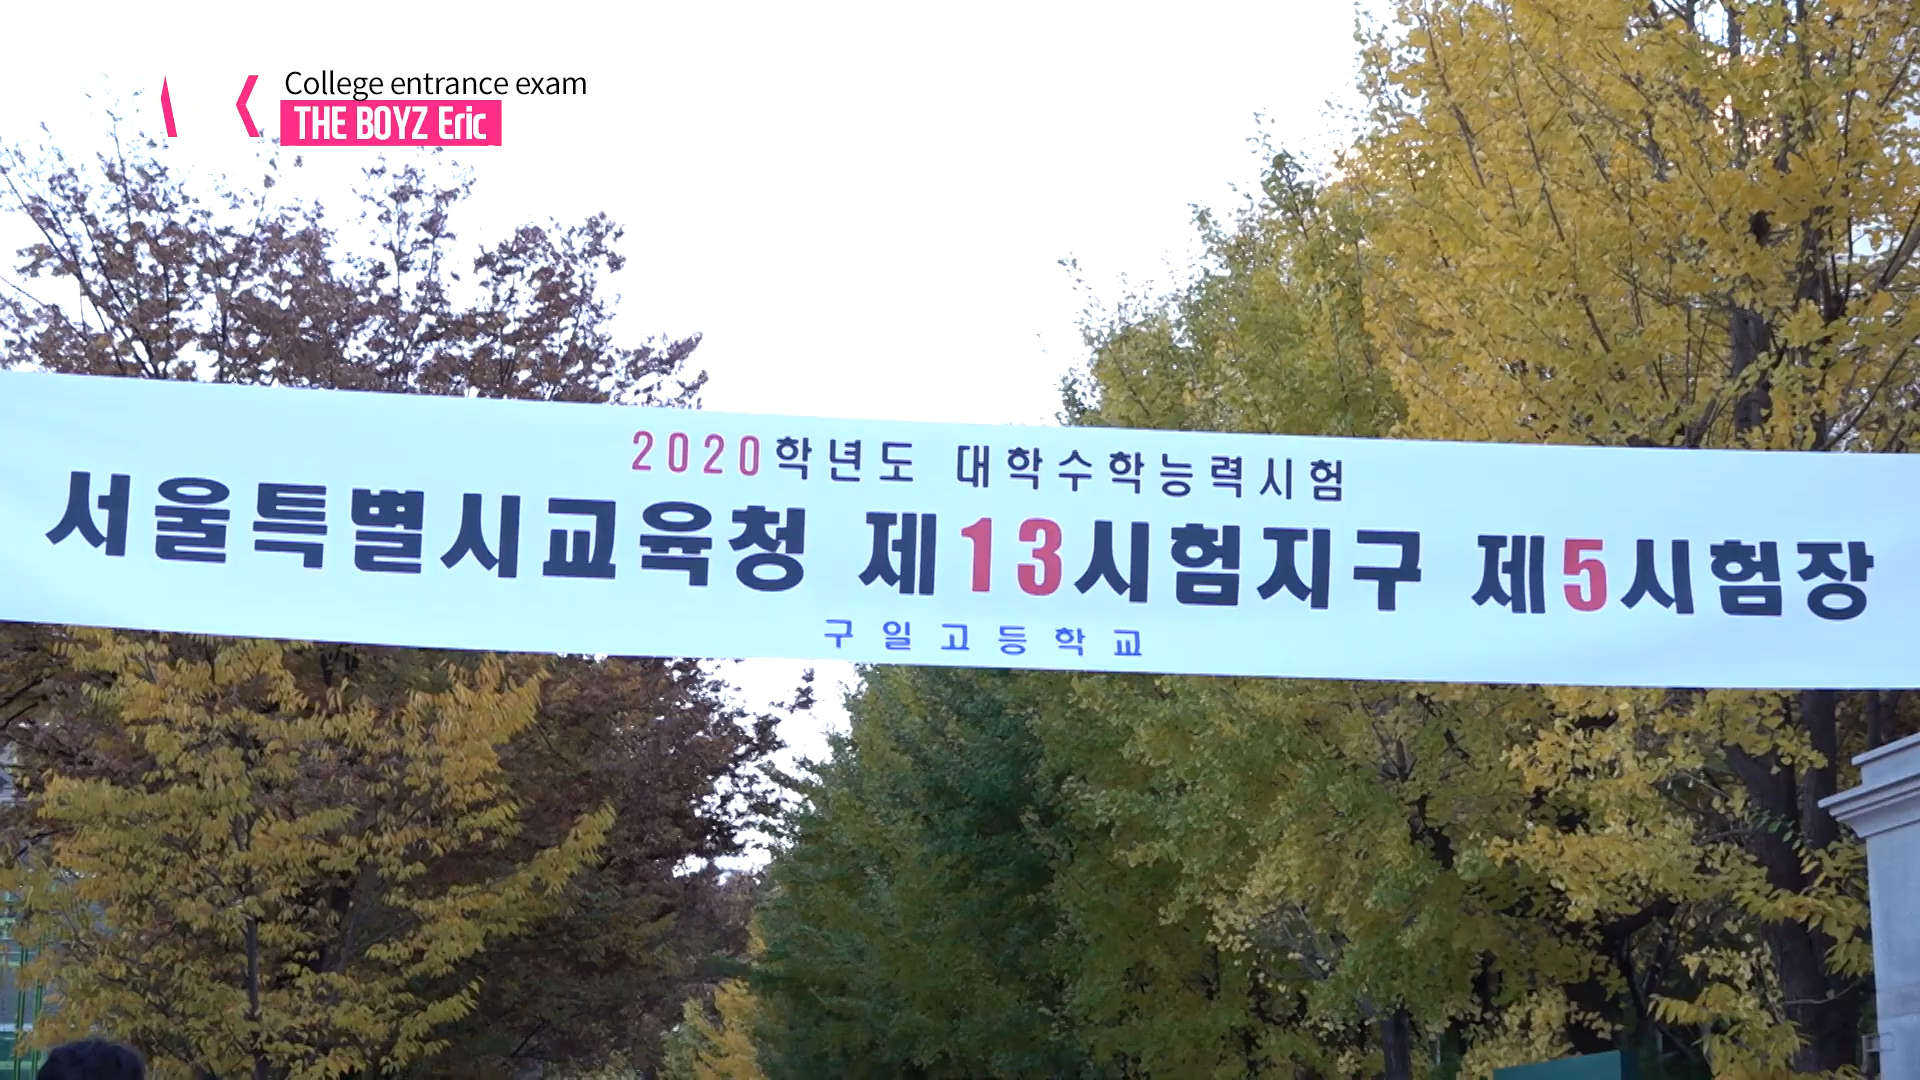 College entrance exam
THE BOYZ Eric
2020학년도 대학수학능력시험
서울특별시교육청 제13시험지구 제5시험장
구일고등학교